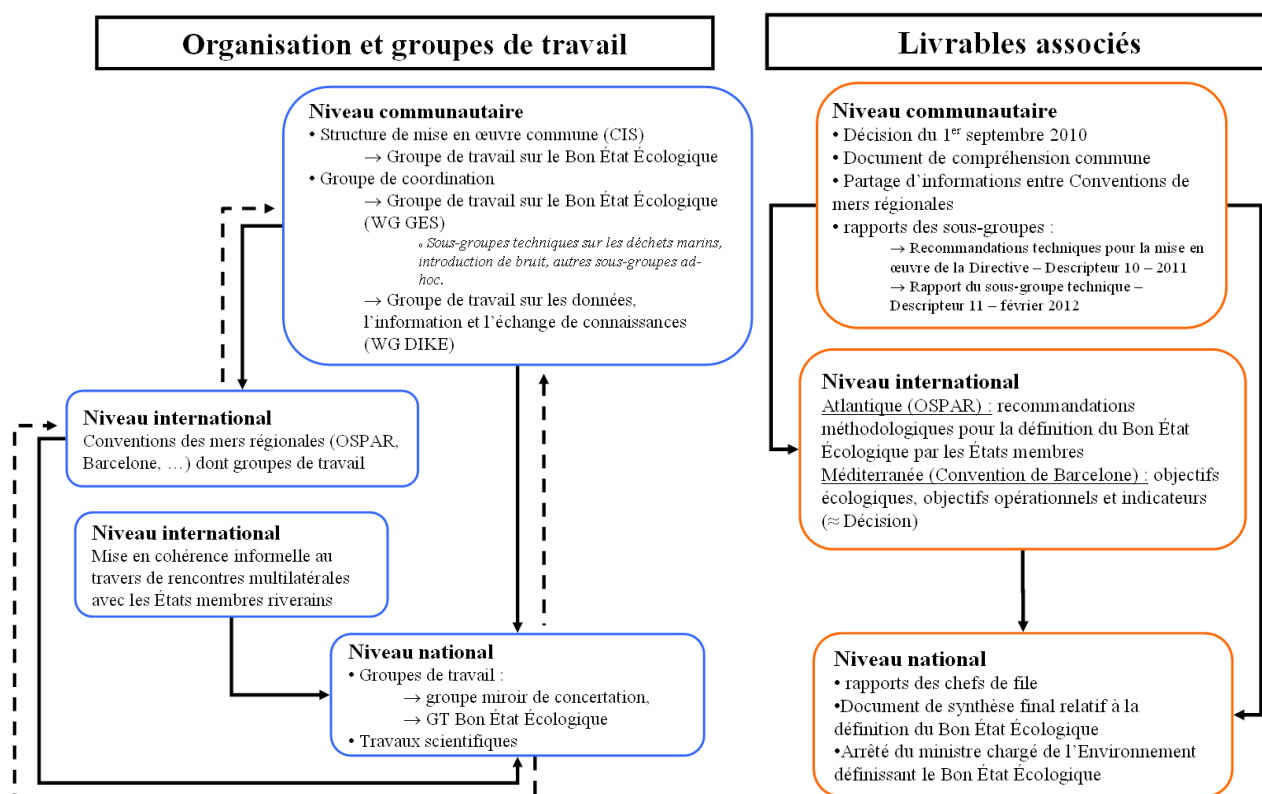 Organisation et groupes de travail
Niveau communautaire
• Structure de mise en œuvre commune (CIS)
→ Groupe de travail sur le Bon État Écologique
• Groupe de coordination
→ Groupe de travail sur le Bon État Écologique
(WG GES)
° Sous-groupes techniques sur les déchets marins,
introduction de bruit, autres sous-groupes ad-
hoc.
→ Groupe de travail sur les données,
l’information et l’échange de connaissances
(WG DIKE)
Niveau international
Conventions des mers régionales (OSPAR,
Barcelone, …) dont groupes de travail
Niveau international
Mise en cohérence informelle au
travers de rencontres multilatérales
avec les États membres riverains
Niveau national
• Groupes de travail :
→ groupe miroir de concertation,
→ GT Bon État Écologique
• Travaux scientifiques
Livrables associés
Niveau communautaire
• Décision du 1er septembre 2010
• Document de compréhension commune
• Partage d’informations entre Conventions de
mers régionales
• rapports des sous-groupes :
→ Recommandations techniques pour la mise en
œuvre de la Directive – Descripteur 10 – 2011
→ Rapport du sous-groupe technique –
Descripteur 11 – février 2012
Niveau international
Atlantique (OSPAR) : recommandations
méthodologiques pour la définition du Bon État
Écologique par les États membres
Méditerranée (Convention de Barcelone) : objectifs
écologiques, objectifs opérationnels et indicateurs
(≈ Décision)
Niveau national
• rapports des chefs de file
•Document de synthèse final relatif à la
définition du Bon État Écologique
•Arrêté du ministre chargé de l’Environnement
définissant le Bon État Écologique